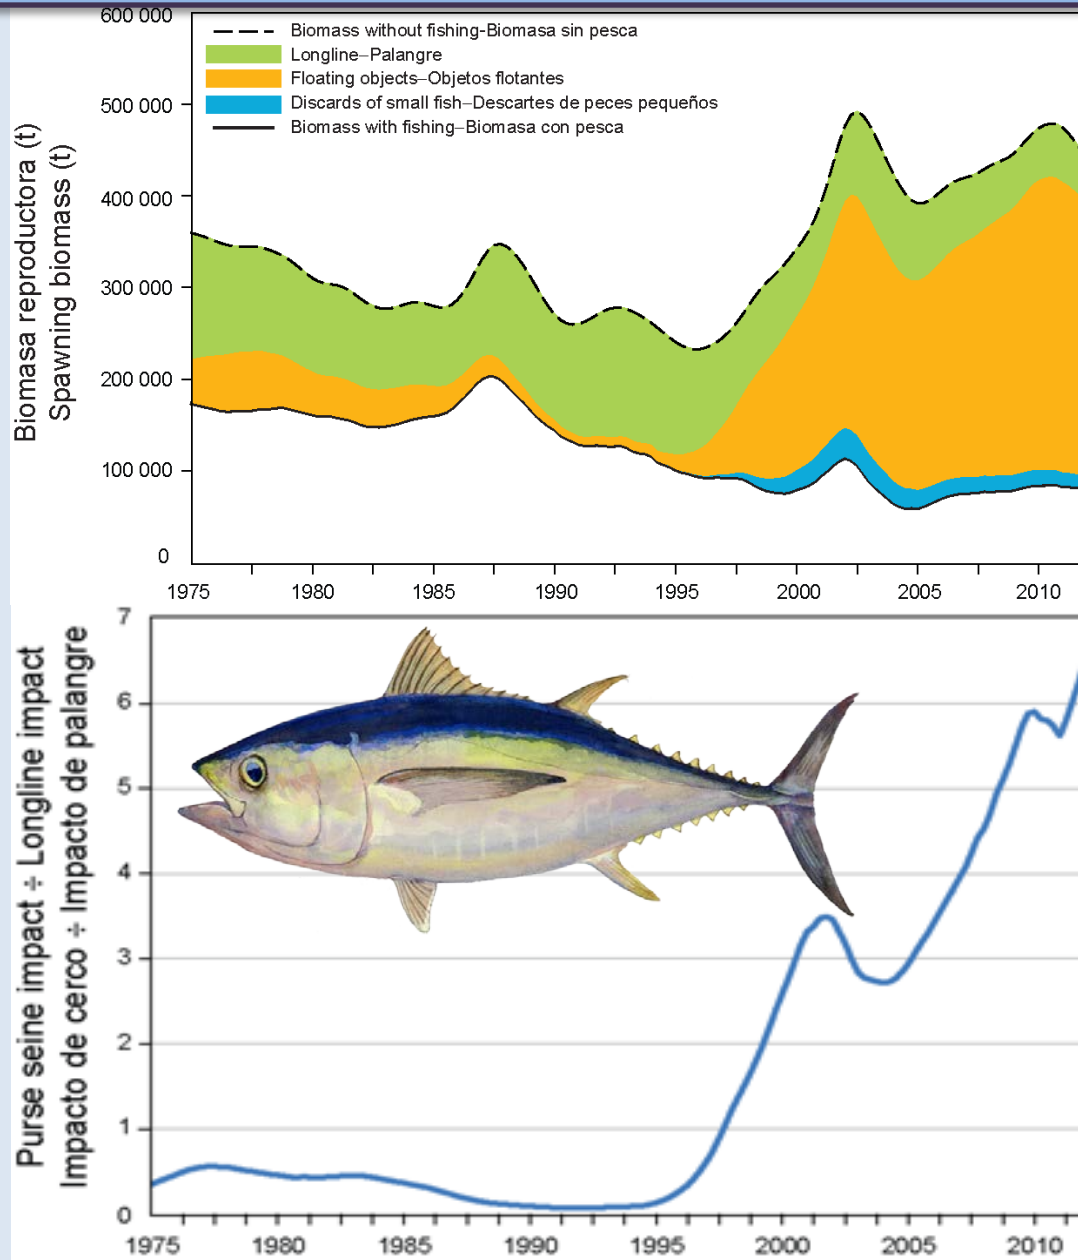 600 000
500 000
400 000
300 000
200 000
100 000
0
Biomasa reproductora (t)
Spawning biomass (t)
Biomass without fishing-Biomasa sin pesca
Longline–Palangre
Floating objects–Objetos flotantes
Discards of small fish–Descartes de peces pequeños
Biomass with fishing–Biomasa con pesca
1975 1980 1985 1990 1995 2000 2005 2010
7
6
5
4
3
2
1
0
Purse seine impact ÷ Longline impact
Impacto de cerco ÷ Impacto de palangre
1975 1980 1985 1990 1995 2000 2005 2010